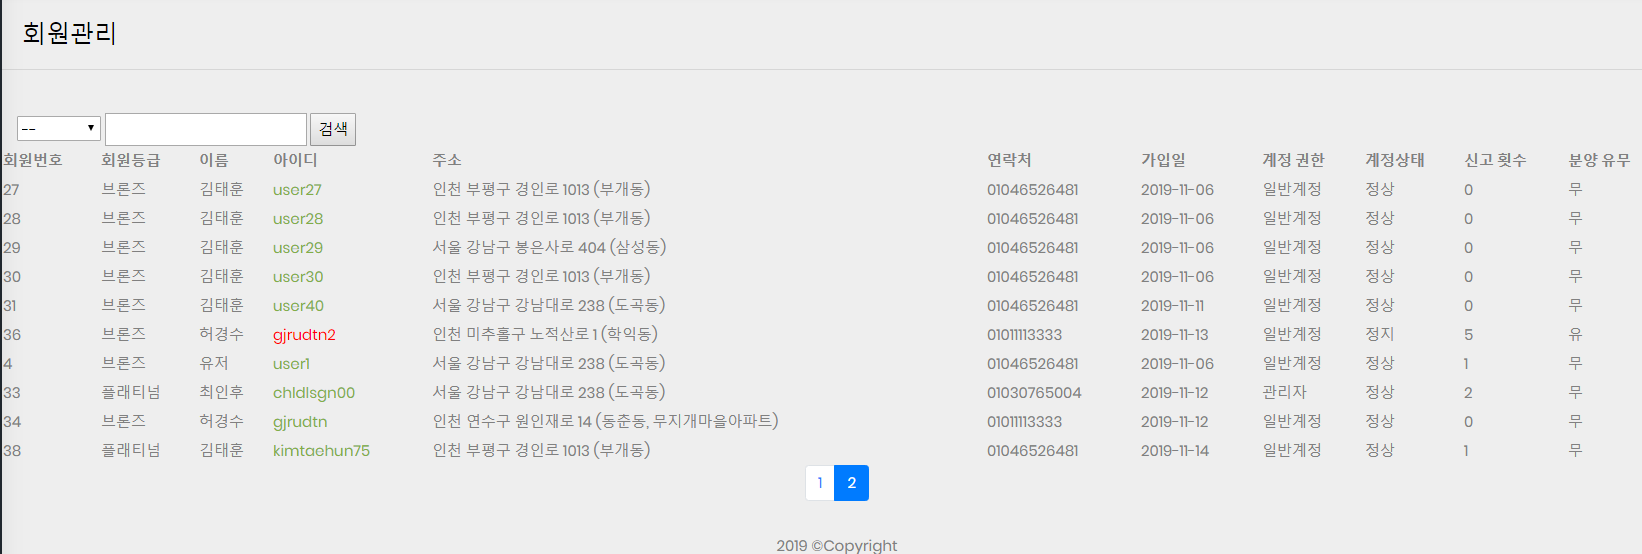 회원관리
-- 검색
회원번호 회원등급 이름 아이디 주소 연락처 가입일 계정 권한 계정상태 신고 횟수 분양 유무
27 브론즈 김태훈 user27 인천 부평구 경인로 1013 (부개동) 01046526481 2019-11-06 일반계정 정상 0 무
28 브론즈 김태훈 user28 인천 부평구 경인로 1013 (부개동) 01046526481 2019-11-06 일반계정 정상 0 무
29 브론즈 김태훈 user29 서울 강남구 봉은사로 404 (삼성동) 01046526481 2019-11-06 일반계정 정상 0 무
30 브론즈 김태훈 user30 인천 부평구 경인로 1013 (부개동) 01046526481 2019-11-06 일반계정 정상 0 무
31 브론즈 김태훈 user40 서울 강남구 강남대로 238 (도곡동) 01046526481 2019-11-11 일반계정 정상 0 무
36 브론즈 허경수 gjrudtn2 인천 미추홀구 노적산로 1 (학익동) 01011113333 2019-11-13 일반계정 정지 5 유
4 브론즈 유저 user1 서울 강남구 강남대로 238 (도곡동) 01046526481 2019-11-06 일반계정 정상 1 무
33 플래티넘 최인후 chldlsgn00 서울 강남구 강남대로 238 (도곡동) 01030765004 2019-11-12 관리자 정상 2 무
34 브론즈 허경수 gjrudtn 인천 연수구 원인재로 14 (동춘동, 무지개마을아파트) 01011113333 2019-11-12 일반계정 정상 0 무
38 플래티넘 김태훈 kimtaehun75 인천 부평구 경인로 1013 (부개동) 01046526481 2019-11-14 일반계정 정상 1 무
1 2
2019 ©Copyright